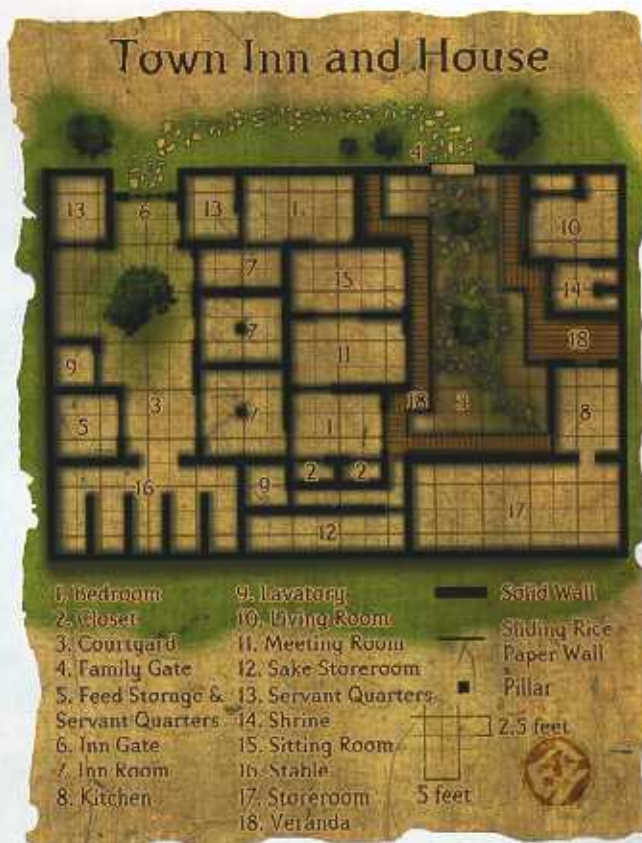 Town Inn and House
4
13
6
13
1
10
7
15
14
7
11
18
9
5
3
7
1
18
3
8
2
2
16
9
17
12
1. Bedroom
2. Closet
3. Courtyard
4. Family Gate
5. Feed Storage &
Servant Quarters
6. Inn Gate
7. Inn Room
8. Kitchen
9. Lavatory
10. Living Room
11. Meeting Room
12. Sake Storeroom
13. Servant Quarters
14. Shrine
15. Sitting Room
16. Stable
17. Storeroom
18. Veranda
Solid Wall
Sliding Rice
Paper Wall
Pillar
2.5 feet
5 feet